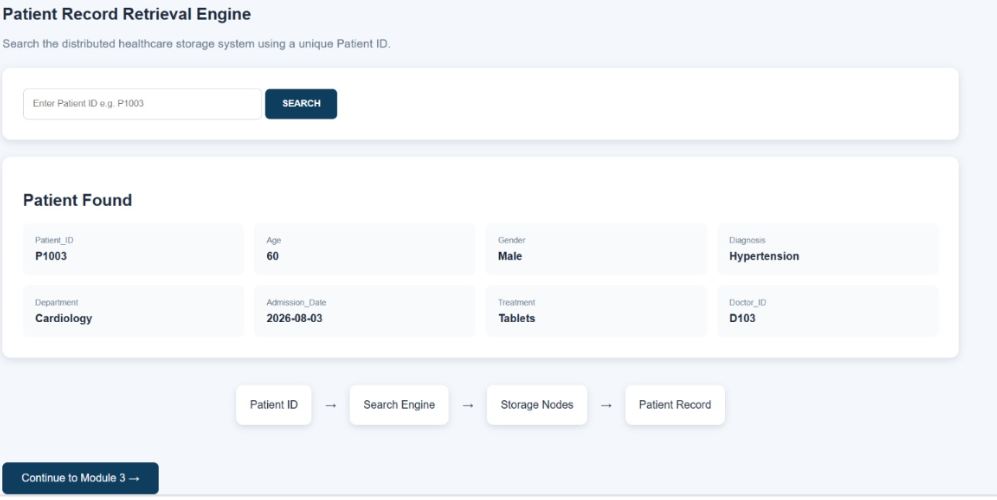 Patient Record Retrieval Engine
Search the distributed healthcare storage system using a unique Patient ID.
Enter Patient ID e.g. P1003 SEARCH
Patient Found
Patient_ID Age Gender Diagnosis
P1003 60 Male Hypertension
Department Admission_Date Treatment Doctor_ID
Cardiology 2026-08-03 Tablets D103
Patient ID → Search Engine → Storage Nodes → Patient Record
Continue to Module 3 →